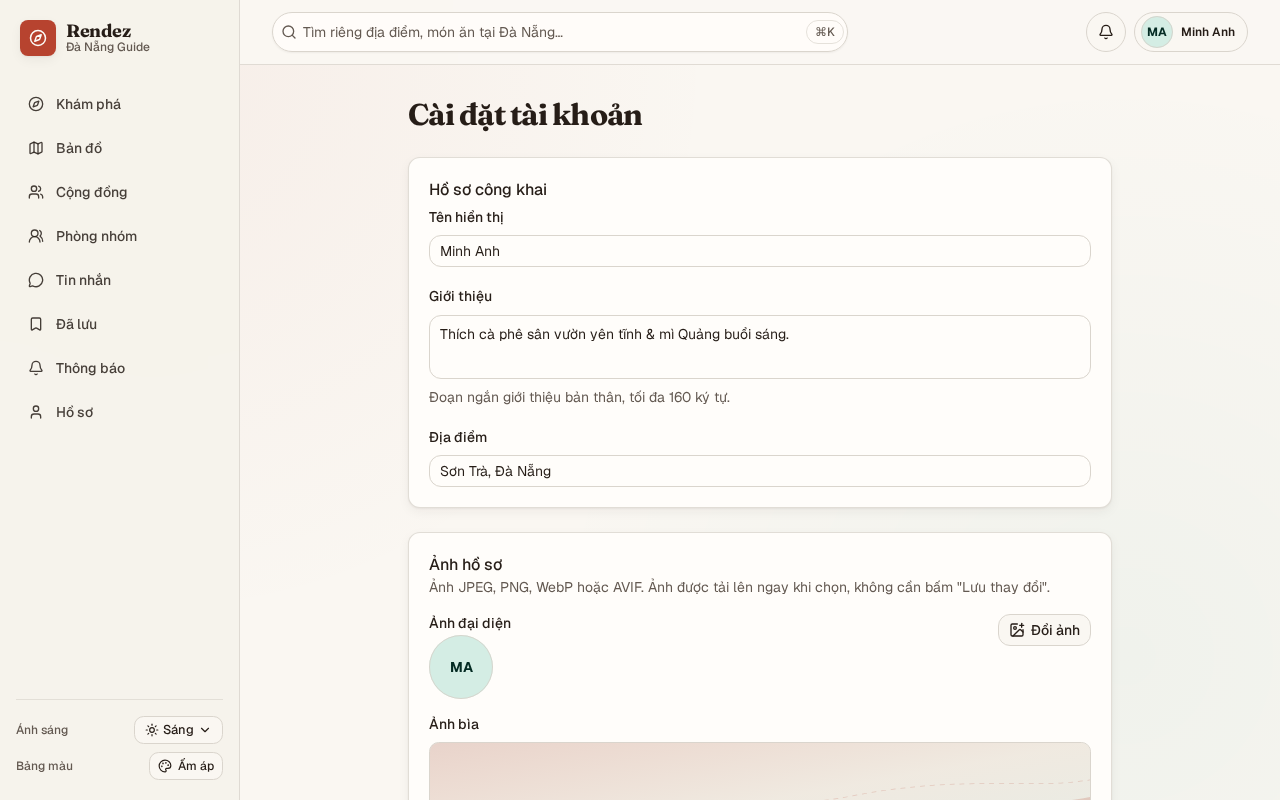 Rendez
Đà Nẵng Guide
Tìm riêng địa điểm, món ăn tại Đà Nẵng...
⌘K
MA
Minh Anh
Khám phá
Bản đồ
Cộng đồng
Phòng nhóm
Tin nhắn
Đã lưu
Thông báo
Hồ sơ
Ánh sáng
Sáng
Bảng màu
Ấm áp
Cài đặt tài khoản
Hồ sơ công khai
Tên hiển thị
Minh Anh
Giới thiệu
Thích cà phê sân vườn yên tĩnh & mì Quảng buổi sáng.
Đoạn ngắn giới thiệu bản thân, tối đa 160 ký tự.
Địa điểm
Sơn Trà, Đà Nẵng
Ảnh hồ sơ
Ảnh JPEG, PNG, WebP hoặc AVIF. Ảnh được tải lên ngay khi chọn, không cần bấm "Lưu thay đổi".
Ảnh đại diện
Đổi ảnh
MA
Ảnh bìa